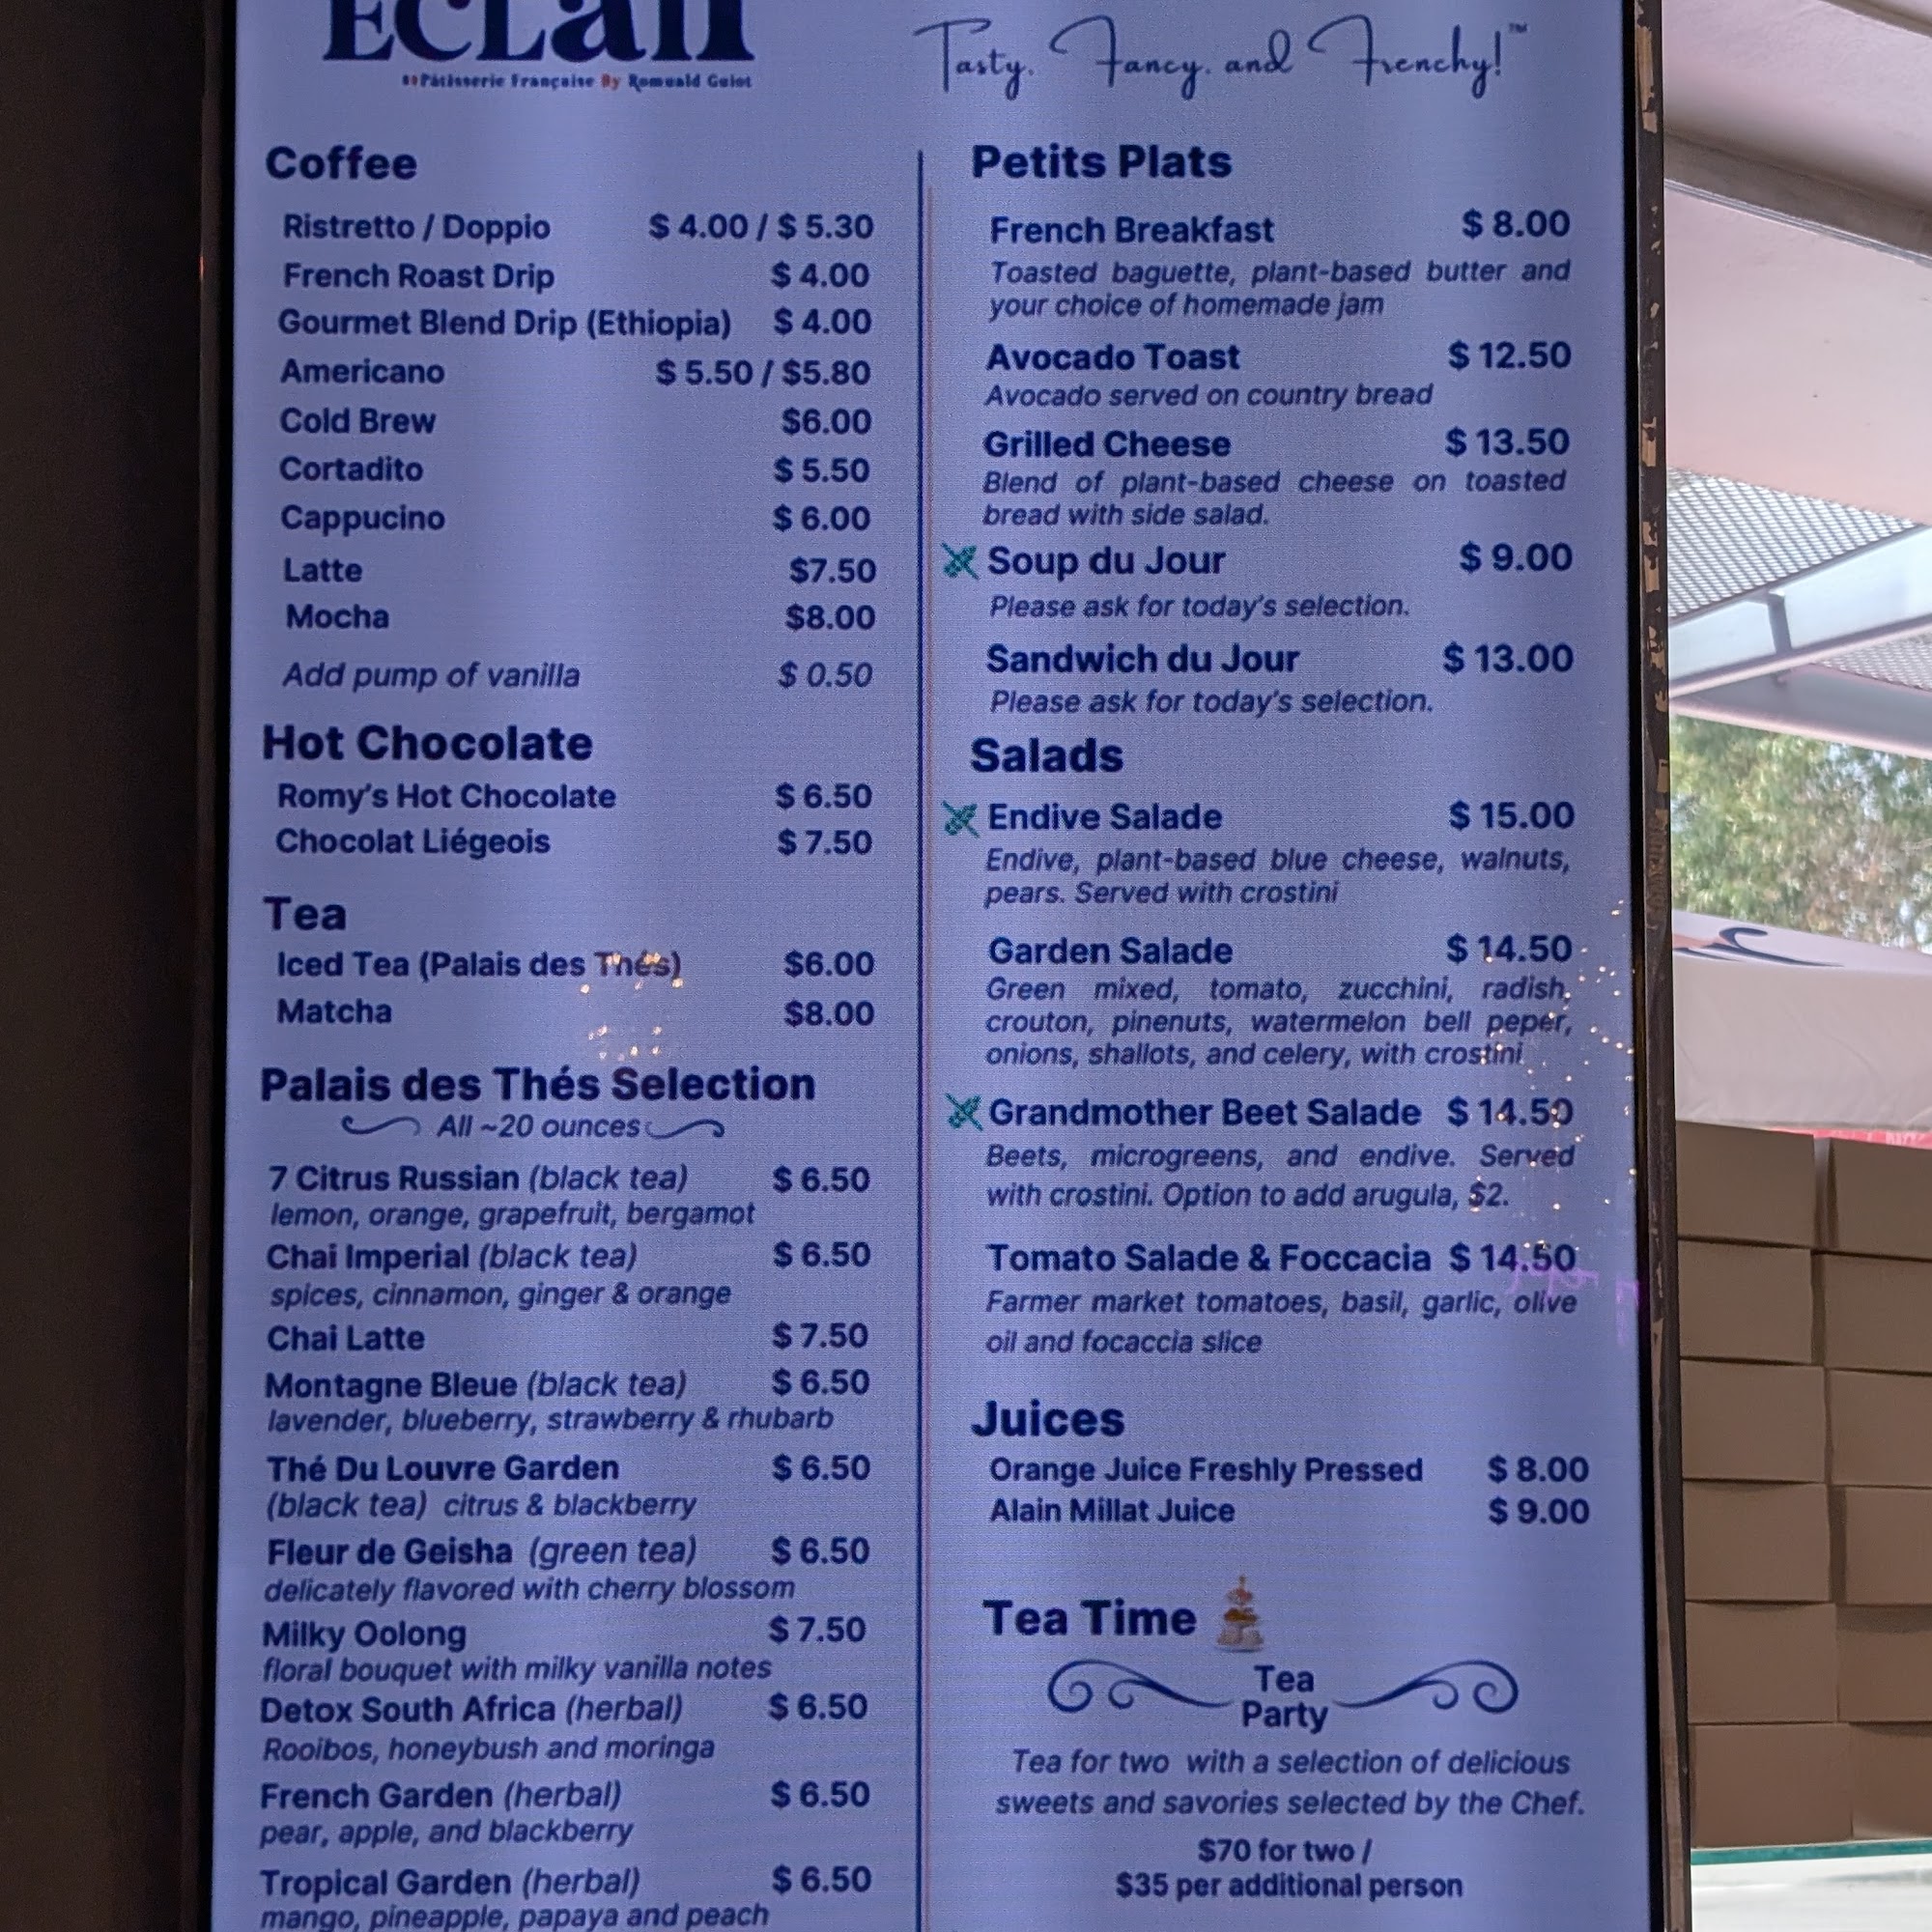 ECLair
Pâtisserie Française By Romuald Guiot
Tasty, Fancy, and Frenchy!™
Coffee
Ristretto / Doppio $ 4.00 / $ 5.30
French Roast Drip $ 4.00
Gourmet Blend Drip (Ethiopia) $ 4.00
Americano $ 5.50 / $5.80
Cold Brew $6.00
Cortadito $ 5.50
Cappucino $ 6.00
Latte $7.50
Mocha $8.00
Add pump of vanilla $ 0.50
Hot Chocolate
Romy's Hot Chocolate $ 6.50
Chocolat Liégeois $ 7.50
Tea
Iced Tea (Palais des Thés) $6.00
Matcha $8.00
Palais des Thés Selection
All ~20 ounces
7 Citrus Russian (black tea) $ 6.50
lemon, orange, grapefruit, bergamot
Chai Imperial (black tea) $ 6.50
spices, cinnamon, ginger & orange
Chai Latte $ 7.50
Montagne Bleue (black tea) $ 6.50
lavender, blueberry, strawberry & rhubarb
Thé Du Louvre Garden $ 6.50
(black tea) citrus & blackberry
Fleur de Geisha (green tea) $ 6.50
delicately flavored with cherry blossom
Milky Oolong $ 7.50
floral bouquet with milky vanilla notes
Detox South Africa (herbal) $ 6.50
Rooibos, honeybush and moringa
French Garden (herbal) $ 6.50
pear, apple, and blackberry
Tropical Garden (herbal) $ 6.50
mango, pineapple, papaya and peach
Petits Plats
French Breakfast $ 8.00
Toasted baguette, plant-based butter and
your choice of homemade jam
Avocado Toast $ 12.50
Avocado served on country bread
Grilled Cheese $ 13.50
Blend of plant-based cheese on toasted
bread with side salad.
Soup du Jour $ 9.00
Please ask for today's selection.
Sandwich du Jour $ 13.00
Please ask for today's selection.
Salads
Endive Salade $ 15.00
Endive, plant-based blue cheese, walnuts,
pears. Served with crostini
Garden Salade $ 14.50
Green mixed, tomato, zucchini, radish,
crouton, pinenuts, watermelon bell peper,
onions, shallots, and celery, with crostini
Grandmother Beet Salade $ 14.50
Beets, microgreens, and endive. Served
with crostini. Option to add arugula, $2.
Tomato Salade & Foccacia $ 14.50
Farmer market tomatoes, basil, garlic, olive
oil and focaccia slice
Juices
Orange Juice Freshly Pressed $ 8.00
Alain Millat Juice $ 9.00
Tea Time
Tea
Party
Tea for two with a selection of delicious
sweets and savories selected by the Chef.
$70 for two /
$35 per additional person